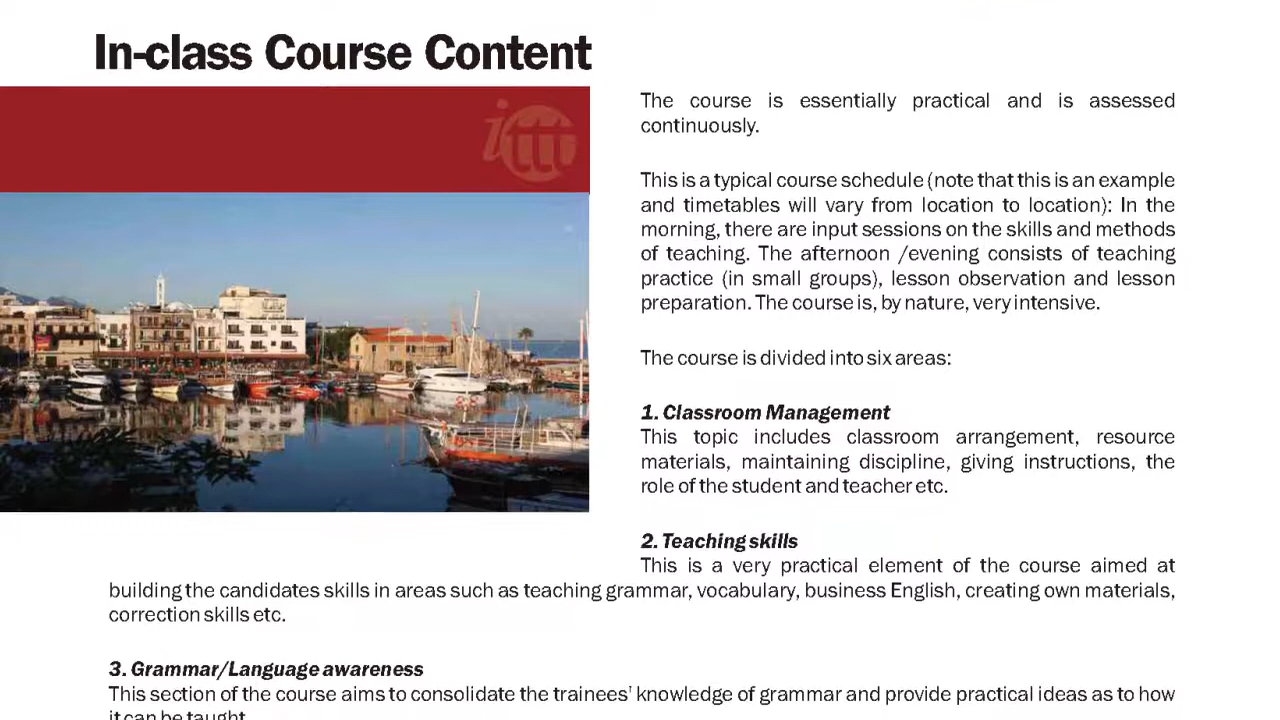 In-class Course Content
ittt
The course is essentially practical and is assessed
continuously.
This is a typical course schedule (note that this is an example
and timetables will vary from location to location): In the
morning, there are input sessions on the skills and methods
of teaching. The afternoon /evening consists of teaching
practice (in small groups), lesson observation and lesson
preparation. The course is, by nature, very intensive.
The course is divided into six areas:
1. Classroom Management
This topic includes classroom arrangement, resource
materials, maintaining discipline, giving instructions, the
role of the student and teacher etc.
2. Teaching skills
This is a very practical element of the course aimed at
building the candidates skills in areas such as teaching grammar, vocabulary, business English, creating own materials,
correction skills etc.
3. Grammar/Language awareness
This section of the course aims to consolidate the trainees' knowledge of grammar and provide practical ideas as to how
it can be taught